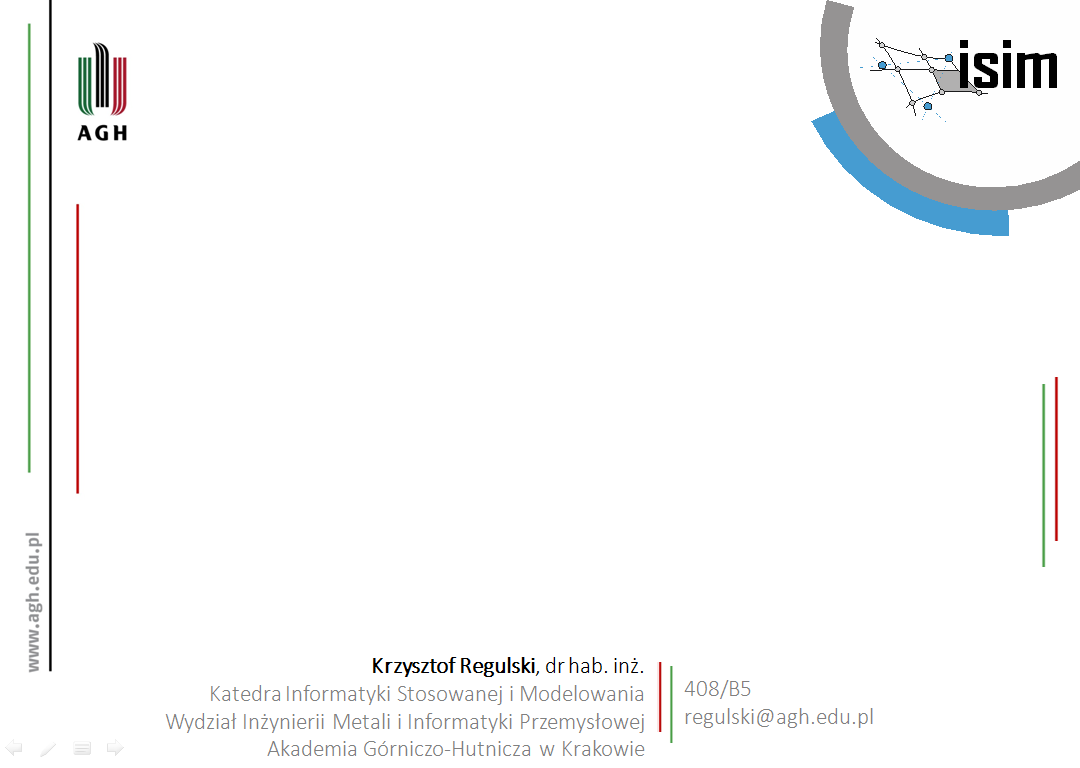 AGH
isim
www.agh.edu.pl
Krzysztof Regulski, dr hab. inż.
Katedra Informatyki Stosowanej i Modelowania
Wydział Inżynierii Metali i Informatyki Przemysłowej
Akademia Górniczo-Hutnicza w Krakowie
408/B5
regulski@agh.edu.pl